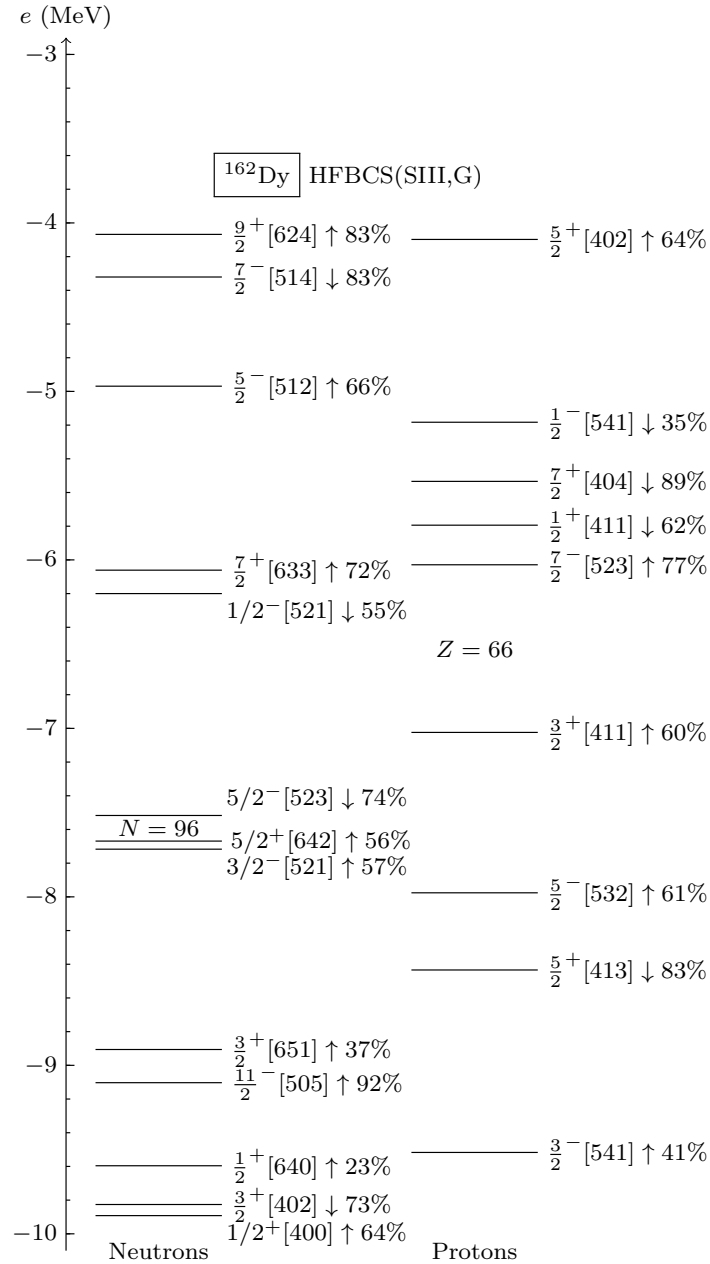 e (MeV)
−3
¹⁶²Dy HFBCS(SIII,G)
−4
9/2⁺[624] ↑ 83%
5/2⁺[402] ↑ 64%
7/2⁻[514] ↓ 83%
−5
5/2⁻[512] ↑ 66%
1/2⁻[541] ↓ 35%
7/2⁺[404] ↓ 89%
1/2⁺[411] ↓ 62%
−6
7/2⁺[633] ↑ 72%
7/2⁻[523] ↑ 77%
1/2⁻[521] ↓ 55%
Z = 66
−7
3/2⁺[411] ↑ 60%
5/2⁻[523] ↓ 74%
N = 96
5/2⁺[642] ↑ 56%
3/2⁻[521] ↑ 57%
−8
5/2⁻[532] ↑ 61%
5/2⁺[413] ↓ 83%
3/2⁺[651] ↑ 37%
−9
11/2⁻[505] ↑ 92%
1/2⁺[640] ↑ 23%
3/2⁻[541] ↑ 41%
3/2⁺[402] ↓ 73%
−10
1/2⁺[400] ↑ 64%
Neutrons
Protons